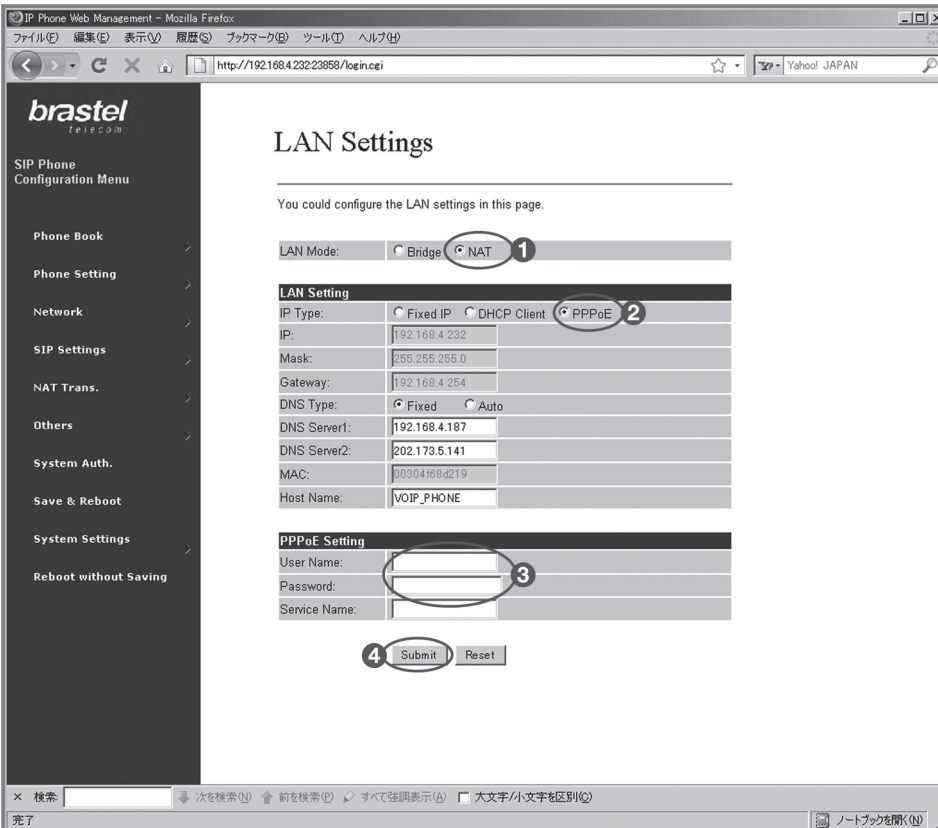 IP Phone Web Management - Mozilla Firefox
ファイル(F) 編集(E) 表示(V) 履歴(S) ブックマーク(B) ツール(T) ヘルプ(H)
http://192.168.4.232:23858/login.cgi
Yahoo! JAPAN
brastel
telecom
SIP Phone
Configuration Menu
Phone Book
Phone Setting
Network
SIP Settings
NAT Trans.
Others
System Auth.
Save & Reboot
System Settings
Reboot without Saving
LAN Settings
You could configure the LAN settings in this page.
LAN Mode: Bridge NAT 1
LAN Setting
IP Type: Fixed IP DHCP Client PPPoE 2
IP: 192.168.4.232
Mask: 255.255.255.0
Gateway: 192.168.4.254
DNS Type: Fixed Auto
DNS Server1: 192.168.4.187
DNS Server2: 202.173.5.141
MAC: 00304f68d219
Host Name: VOIP_PHONE
PPPoE Setting
User Name:
Password: 3
Service Name:
4 Submit Reset
× 検索: 次を検索(N) 前を検索(P) すべて強調表示(A) 大文字/小文字を区別(C)
完了 ノートブックを開く(N)